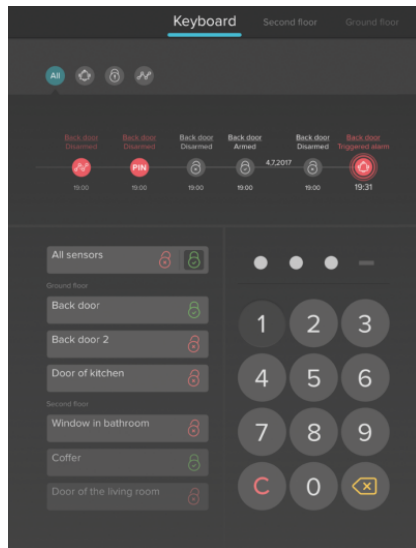 Keyboard Second floor Ground floor
All
Back door Back door Back door Back door Back door Back door
Disarmed Disarmed Disarmed Armed Disarmed Triggered alarm
4,7,2017
PIN
19:00 19:00 19:00 19:00 19:00 19:31
All sensors
Ground floor
Back door
Back door 2
Door of kitchen
Second floor
Window in bathroom
Coffer
Door of the living room
1 2 3
4 5 6
7 8 9
C 0